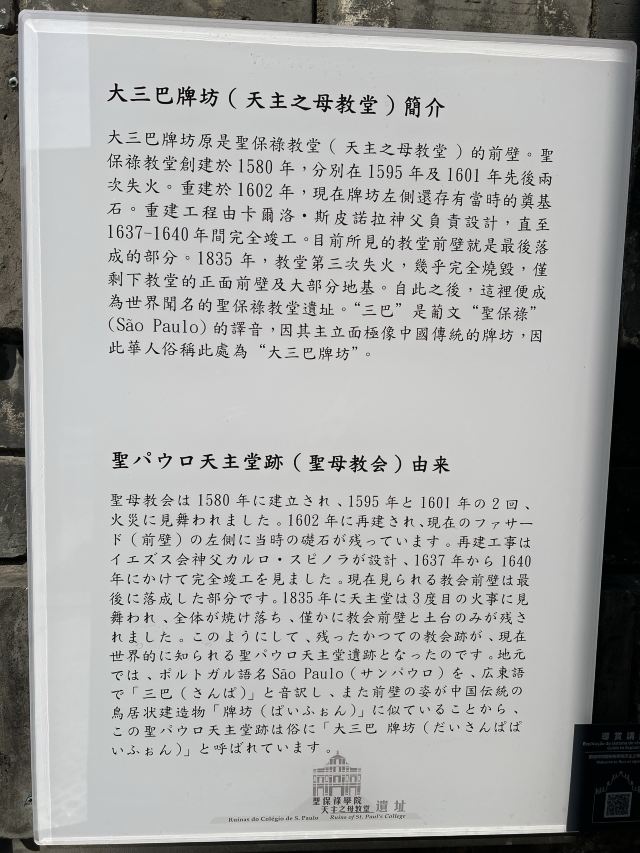 大三巴牌坊(天主之母教堂)簡介
大三巴牌坊原是聖保祿教堂(天主之母教堂)的前壁。聖
保祿教堂創建於1580年,分別在1595年及1601年先後兩
次失火。重建於1602年,現在牌坊左側還存有當時的奠基
石。重建工程由卡爾洛·斯皮諾拉神父負責設計,直至
1637-1640年間完全竣工。目前所見的教堂前壁就是最後落
成的部分。1835年,教堂第三次失火,幾乎完全燒毀,僅
剩下教堂的正面前壁及大部分地基。自此之後,這裡便成
為世界聞名的聖保祿教堂遺址。“三巴”是葡文“聖保祿”
(São Paulo)的譯音,因其主立面極像中國傳統的牌坊,因
此華人俗稱此處為“大三巴牌坊”。
聖パウロ天主堂跡(聖母教会)由来
聖母教会は1580年に建立され、1595年と1601年の2回、
火災に見舞われました。1602年に再建され、現在のファサー
ド(前壁)の左側に当時の礎石が残っています。再建工事は
イエズス会神父カルロ・スピノラが設計、1637年から1640
年にかけて完全竣工を見ました。現在見られる教会前壁は最
後に落成した部分です。1835年に天主堂は3度目の火事に見
舞われ、全体が焼け落ち、僅かに教会前壁と土台のみが残さ
れました。このようにして、残ったかつての教会跡が、現在
世界的に知られる聖パウロ天主堂遺跡となったのです。地元
では、ポルトガル語名São Paulo(サンパウロ)を、広東語
で「三巴(さんぱ)」と音訳し、また前壁の姿が中国伝統の
鳥居状建造物「牌坊(ぱいふぉん)」に似ていることから、
この聖パウロ天主堂跡は俗に「大三巴 牌坊(だいさんぱぱ
いふぉん)」と呼ばれています。
聖保祿學院
天主之母教堂 遺址
Ruínas do Colégio de S. Paulo Ruins of St. Paul's College